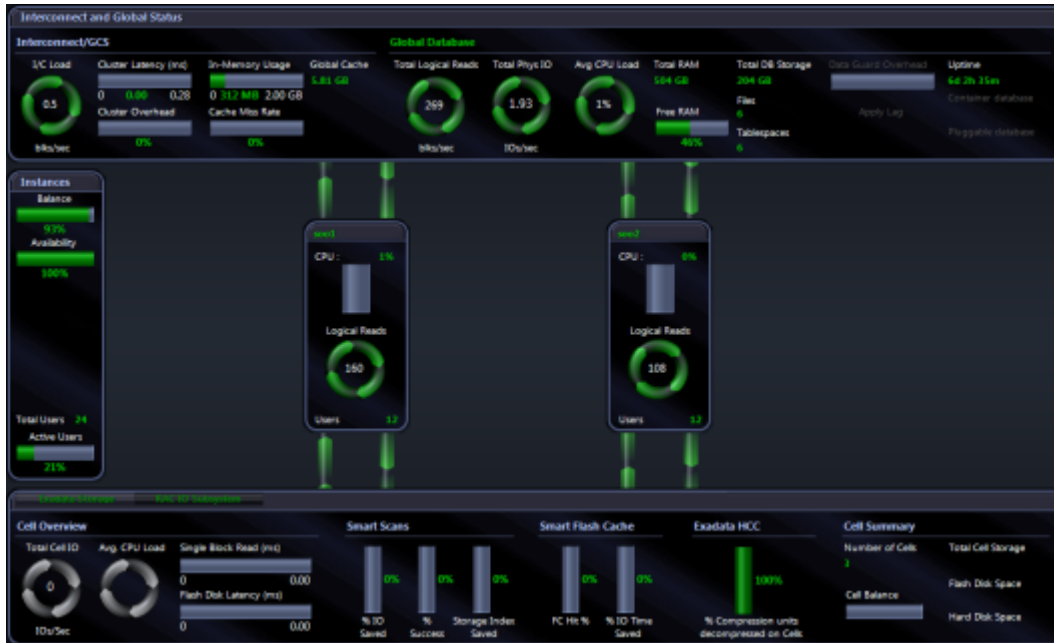 Interconnect and Global Status
Interconnect/GCS
Global Database
I/C Load
Cluster Latency (ms)
In-Memory Usage
Global Cache
Total Logical Reads
Total Phys IO
Avg CPU Load
Total RAM
Total DB Storage
Data Guard Overhead
Uptime
5.81 GB
584 GB
204 GB
6d 2h 35m
0.5
0 0.00 0.28
0 312 MB 2.00 GB
269
1.93
1%
Files
Container database
Cluster Overhead
Cache Miss Rate
Free RAM
6
Apply Lag
Tablespaces
Pluggable database
blks/sec
0%
0%
blks/sec
IOs/sec
46%
6
Instances
Balance
93%
Availability
100%
Total Users 24
Active Users
21%
CPU : 1%
Logical Reads
160
Users 12
CPU : 0%
Logical Reads
108
Users 12
Exadata Storage
RAC IO Subsystem
Cell Overview
Smart Scans
Smart Flash Cache
Exadata HCC
Cell Summary
Total Cell IO
Avg. CPU Load
Single Block Read (ms)
Number of Cells
Total Cell Storage
0 0.00
0
0% 0% 0%
0% 0%
100%
Flash Disk Space
Flash Disk Latency (ms)
Cell Balance
IOs/Sec
0 0.00
% IO Saved
% Success
Storage Index Saved
FC Hit %
% IO Time Saved
% Compression units decompressed on Cells
Hard Disk Space